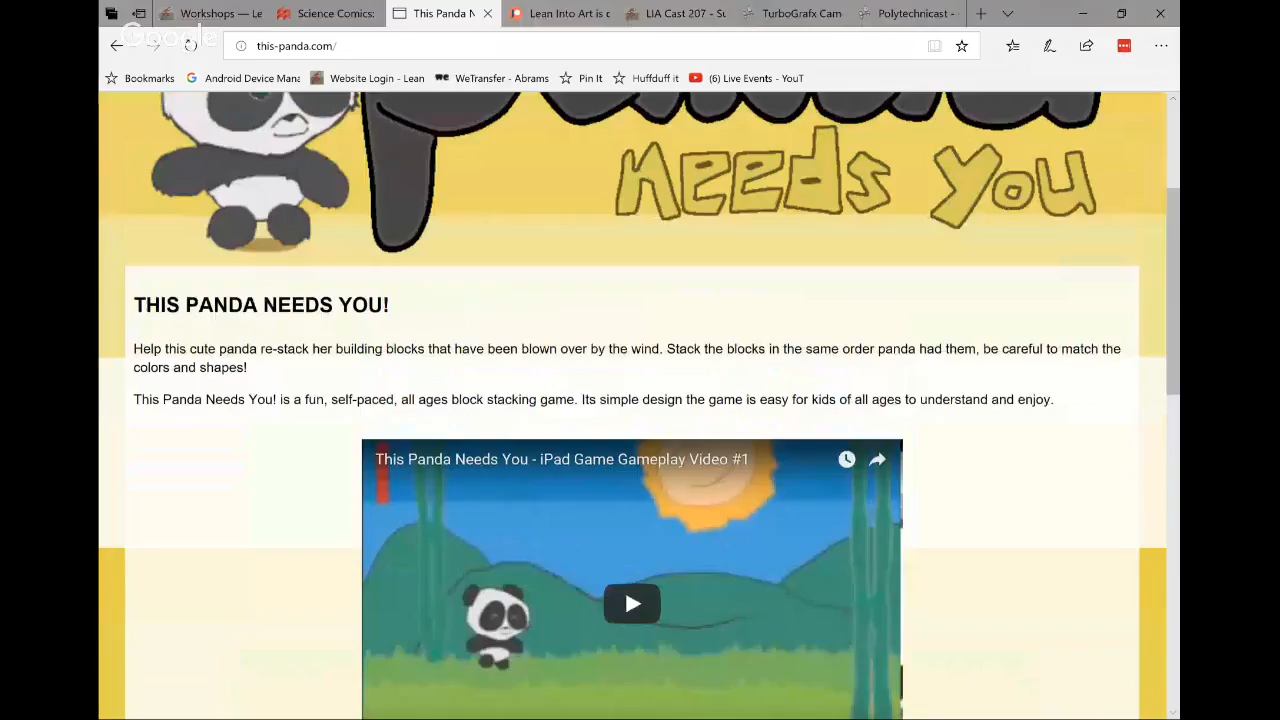 Workshops — Le
Science Comics:
This Panda N
Lean Into Art is c
LIA Cast 207 - Su
TurboGrafx Cam
Polytechnicast -
Google
this-panda.com/
Bookmarks
Android Device Mana
Website Login - Lean
WeTransfer - Abrams
Pin It
Huffduff it
(6) Live Events - YouT
needs you
THIS PANDA NEEDS YOU!
Help this cute panda re-stack her building blocks that have been blown over by the wind. Stack the blocks in the same order panda had them, be careful to match the
colors and shapes!
This Panda Needs You! is a fun, self-paced, all ages block stacking game. Its simple design the game is easy for kids of all ages to understand and enjoy.
This Panda Needs You - iPad Game Gameplay Video #1